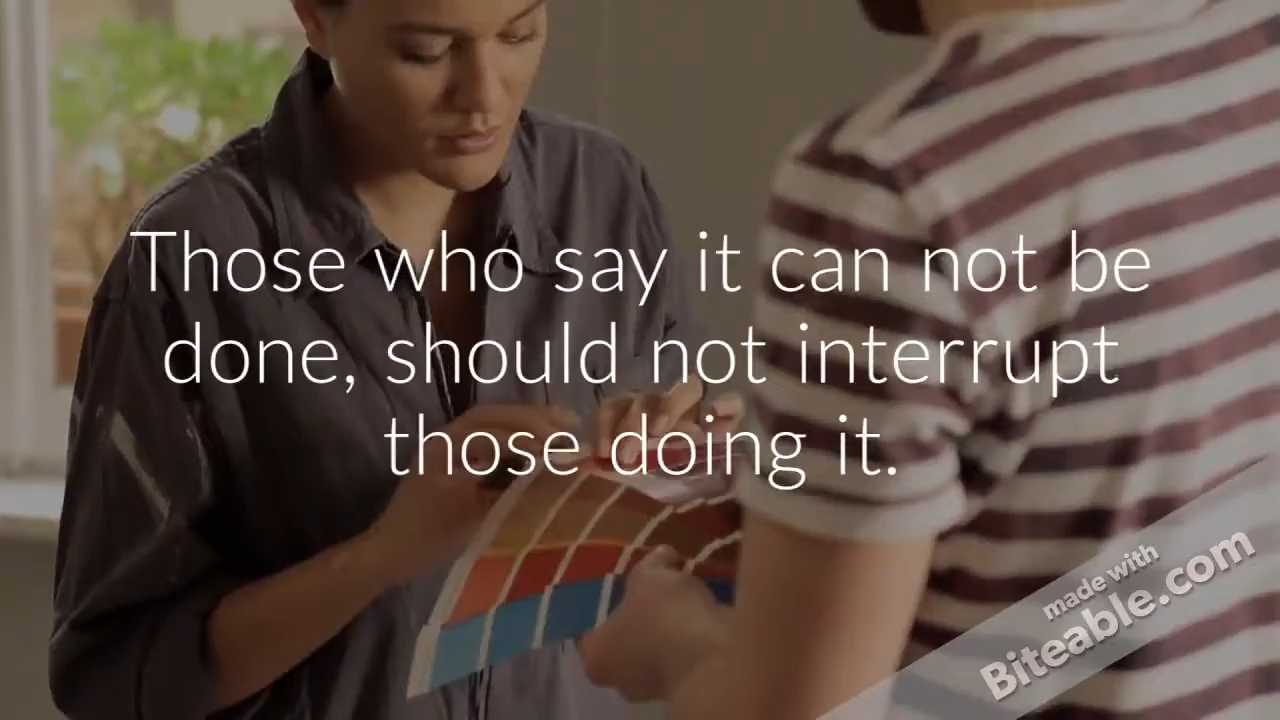 Those who say it can not be
done, should not interrupt
those doing it.
made with
Biteable.com